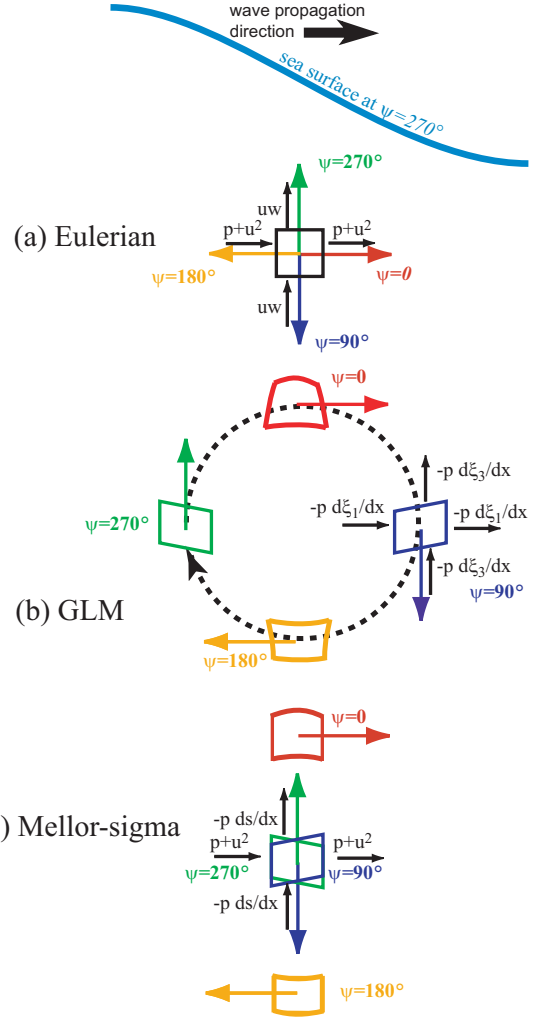 wave propagation
direction
sea surface at ψ=270°
ψ=270°
uw
(a) Eulerian
p+u²
p+u²
ψ=180°
ψ=0
uw
ψ=90°
ψ=0
-p dξ₃/dx
-p dξ₁/dx
-p dξ₁/dx
ψ=270°
-p dξ₃/dx
ψ=90°
(b) GLM
ψ=180°
ψ=0
-p ds/dx
) Mellor-sigma
p+u²
p+u²
ψ=270°
ψ=90°
-p ds/dx
ψ=180°